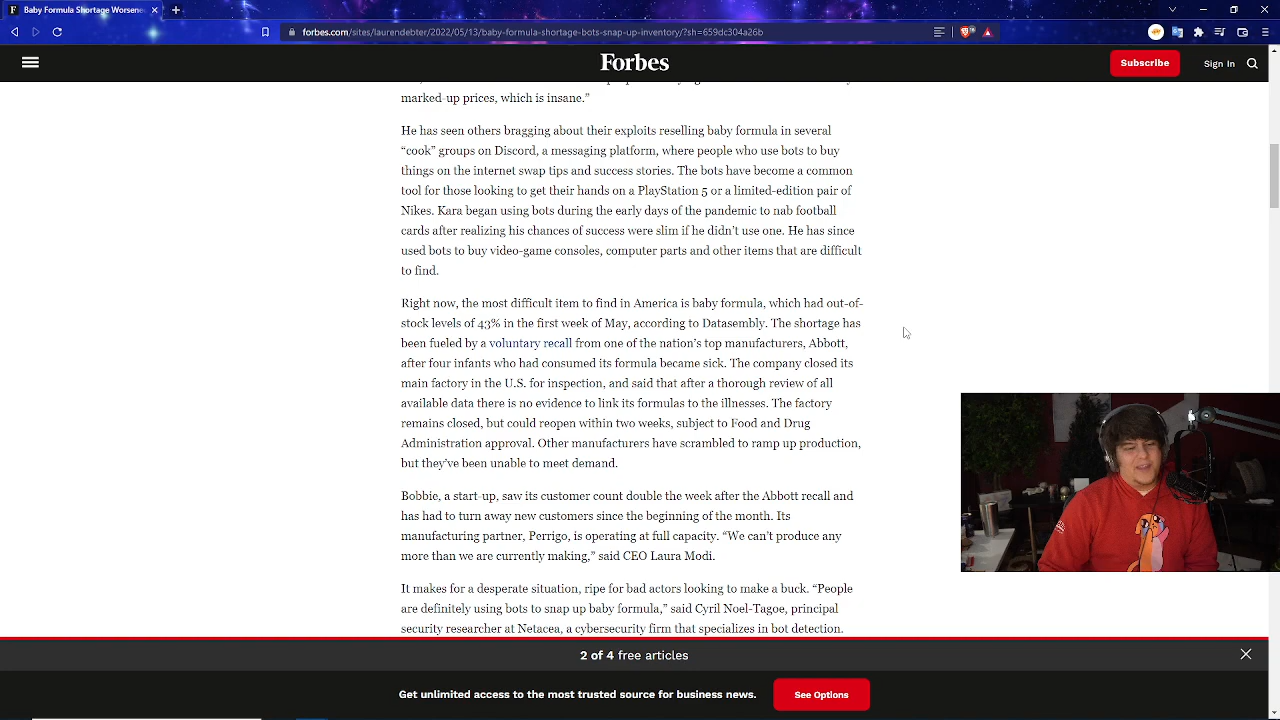 Baby Formula Shortage Worsene
forbes.com/sites/laurendebter/2022/05/13/baby-formula-shortage-bots-snap-up-inventory/?sh=659dc304a26b
Forbes
Subscribe
Sign In
marked-up prices, which is insane.”
He has seen others bragging about their exploits reselling baby formula in several
“cook” groups on Discord, a messaging platform, where people who use bots to buy
things on the internet swap tips and success stories. The bots have become a common
tool for those looking to get their hands on a PlayStation 5 or a limited-edition pair of
Nikes. Kara began using bots during the early days of the pandemic to nab football
cards after realizing his chances of success were slim if he didn’t use one. He has since
used bots to buy video-game consoles, computer parts and other items that are difficult
to find.
Right now, the most difficult item to find in America is baby formula, which had out-of-
stock levels of 43% in the first week of May, according to Datasembly. The shortage has
been fueled by a voluntary recall from one of the nation’s top manufacturers, Abbott,
after four infants who had consumed its formula became sick. The company closed its
main factory in the U.S. for inspection, and said that after a thorough review of all
available data there is no evidence to link its formulas to the illnesses. The factory
remains closed, but could reopen within two weeks, subject to Food and Drug
Administration approval. Other manufacturers have scrambled to ramp up production,
but they’ve been unable to meet demand.
Bobbie, a start-up, saw its customer count double the week after the Abbott recall and
has had to turn away new customers since the beginning of the month. Its
manufacturing partner, Perrigo, is operating at full capacity. “We can’t produce any
more than we are currently making,” said CEO Laura Modi.
It makes for a desperate situation, ripe for bad actors looking to make a buck. “People
are definitely using bots to snap up baby formula,” said Cyril Noel-Tagoe, principal
security researcher at Netacea, a cybersecurity firm that specializes in bot detection.
2 of 4 free articles
Get unlimited access to the most trusted source for business news.
See Options